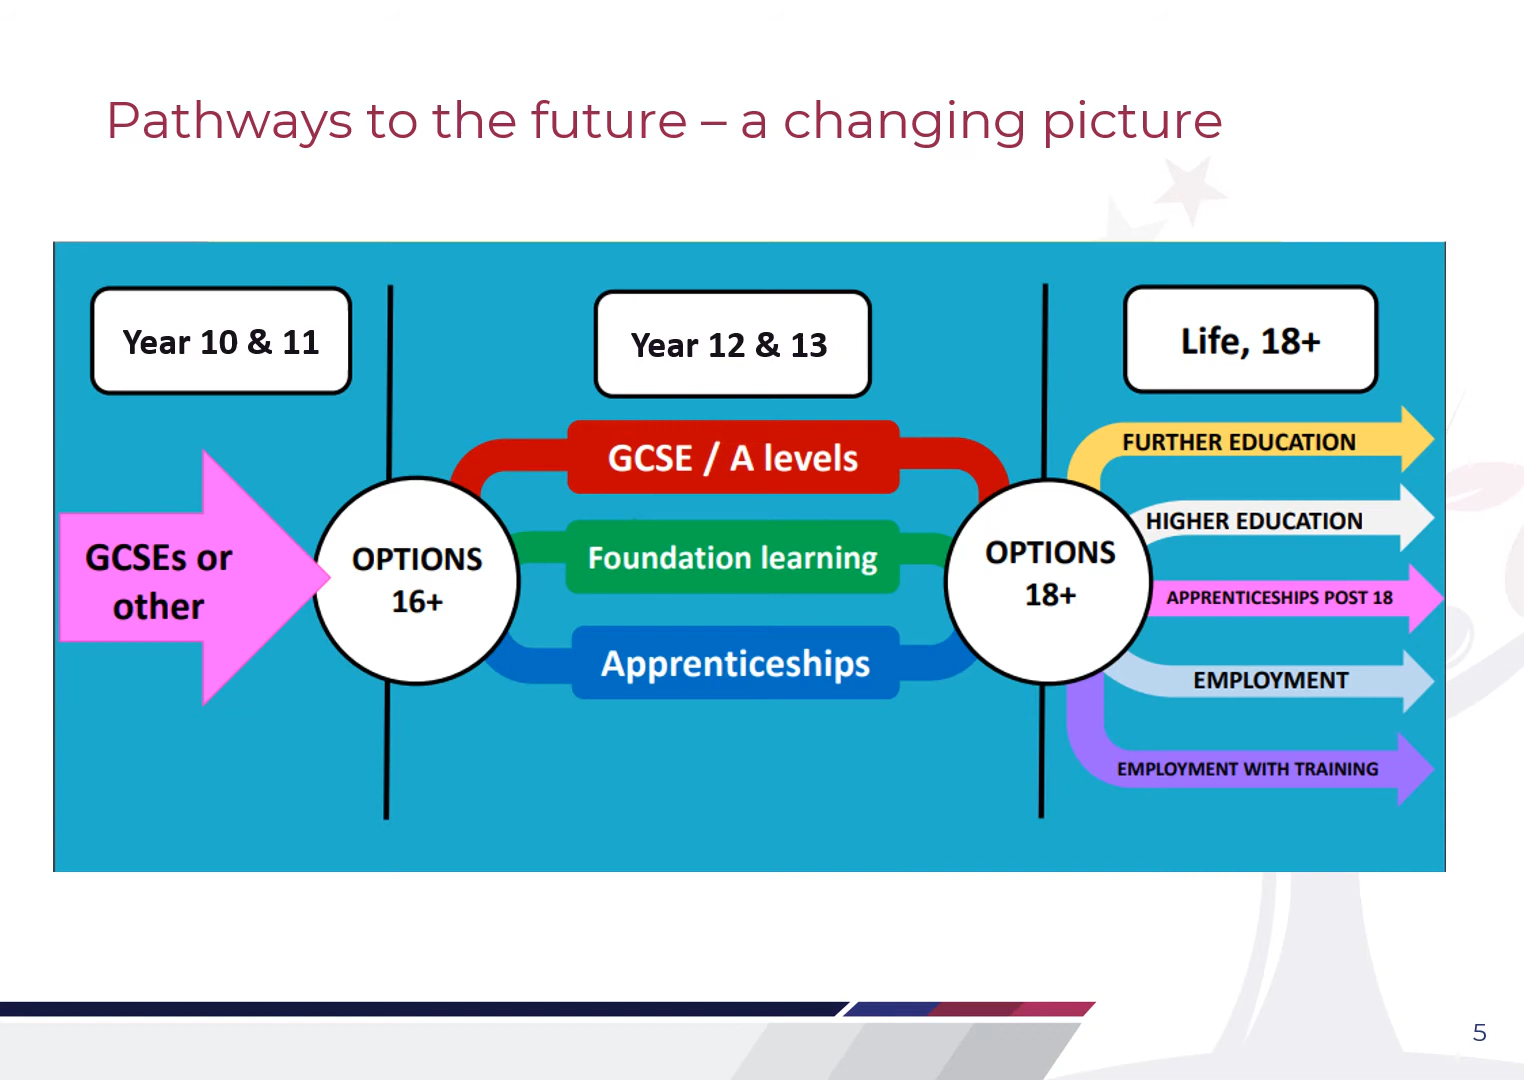 Pathways to the future – a changing picture
Year 10 & 11
Year 12 & 13
Life, 18+
GCSEs or
other
OPTIONS
16+
GCSE / A levels
Foundation learning
Apprenticeships
OPTIONS
18+
FURTHER EDUCATION
HIGHER EDUCATION
APPRENTICESHIPS POST 18
EMPLOYMENT
EMPLOYMENT WITH TRAINING
5